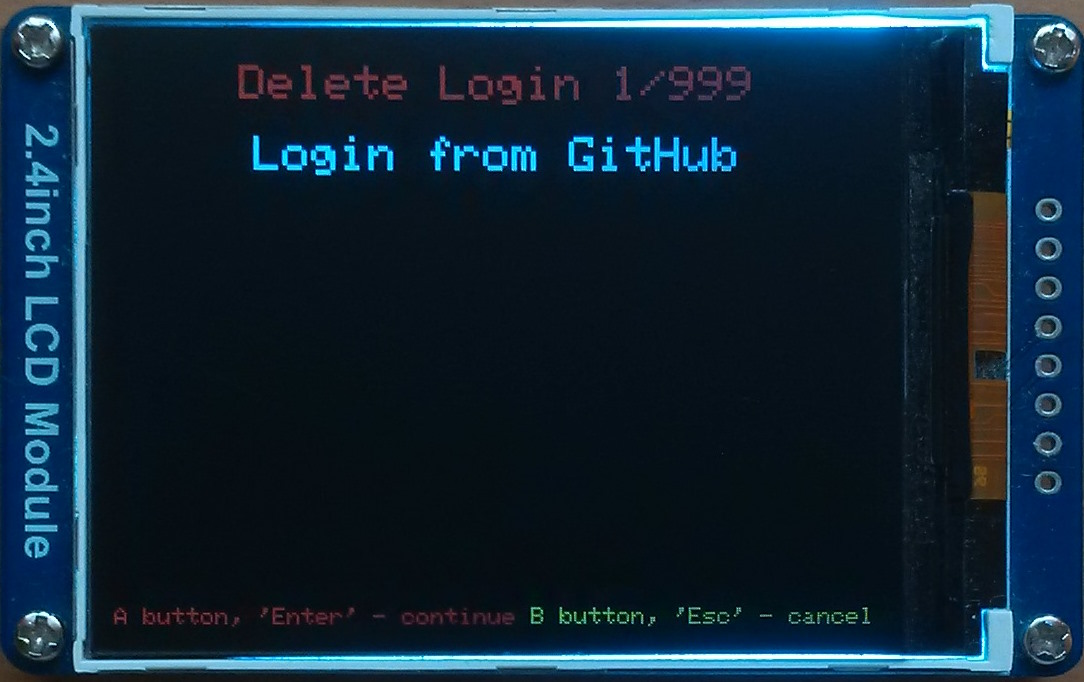 Delete Login 1/999
Login from GitHub
A button, 'Enter' - continue B button, 'Esc' - cancel
2.4inch LCD Module